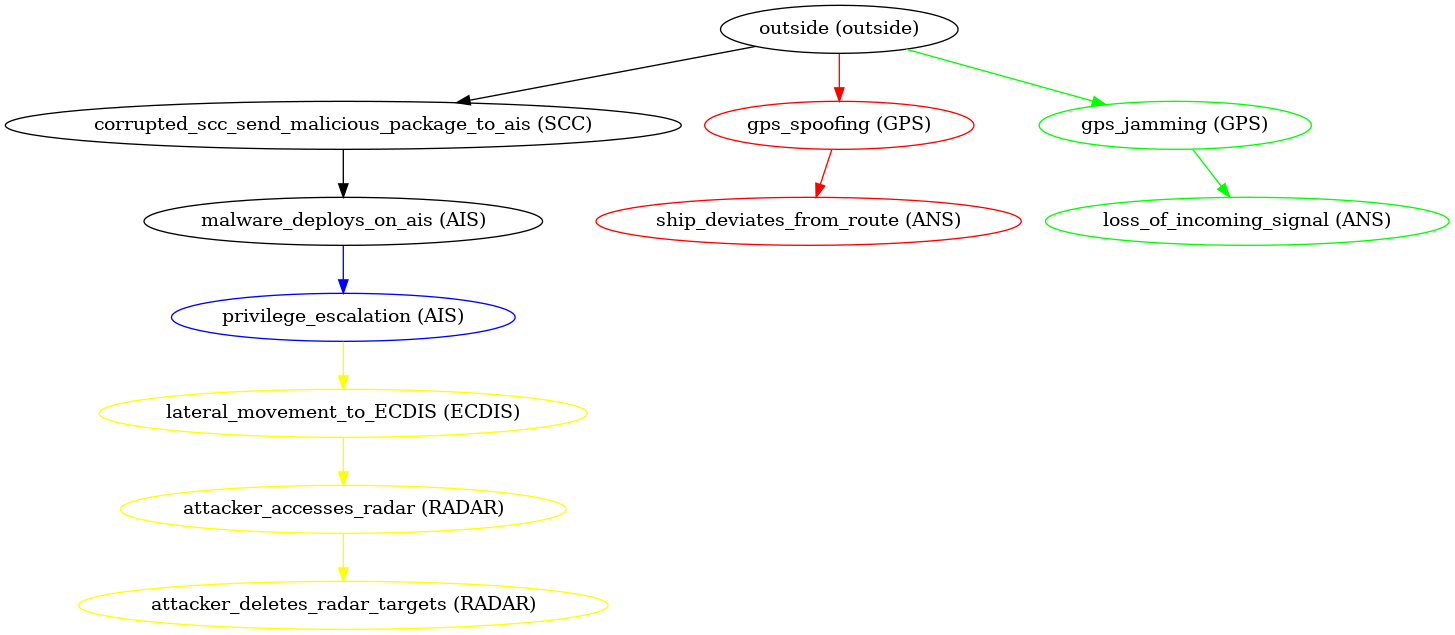 outside (outside)
corrupted_scc_send_malicious_package_to_ais (SCC)
gps_spoofing (GPS)
gps_jamming (GPS)
malware_deploys_on_ais (AIS)
ship_deviates_from_route (ANS)
loss_of_incoming_signal (ANS)
privilege_escalation (AIS)
lateral_movement_to_ECDIS (ECDIS)
attacker_accesses_radar (RADAR)
attacker_deletes_radar_targets (RADAR)